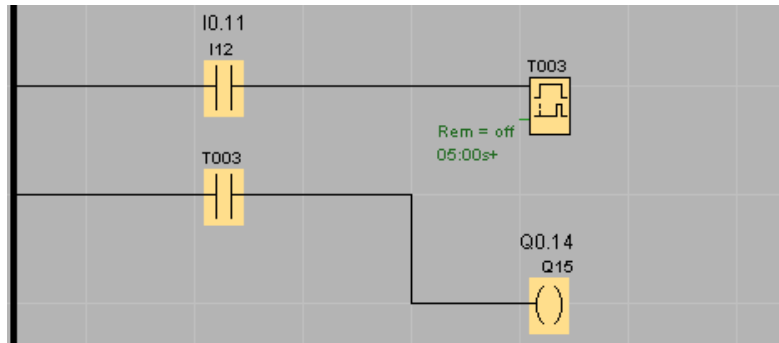 I0.11
I12
T003
Rem = off
05:00s+
T003
Q0.14
Q15